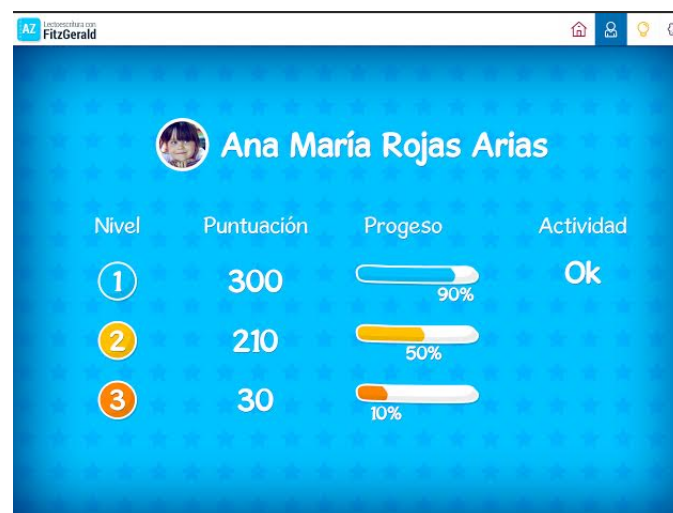 AZ Lectoescritura con
FitzGerald
Ana María Rojas Arias
Nivel Puntuación Progeso Actividad
1 300 90% Ok
2 210 50%
3 30 10%